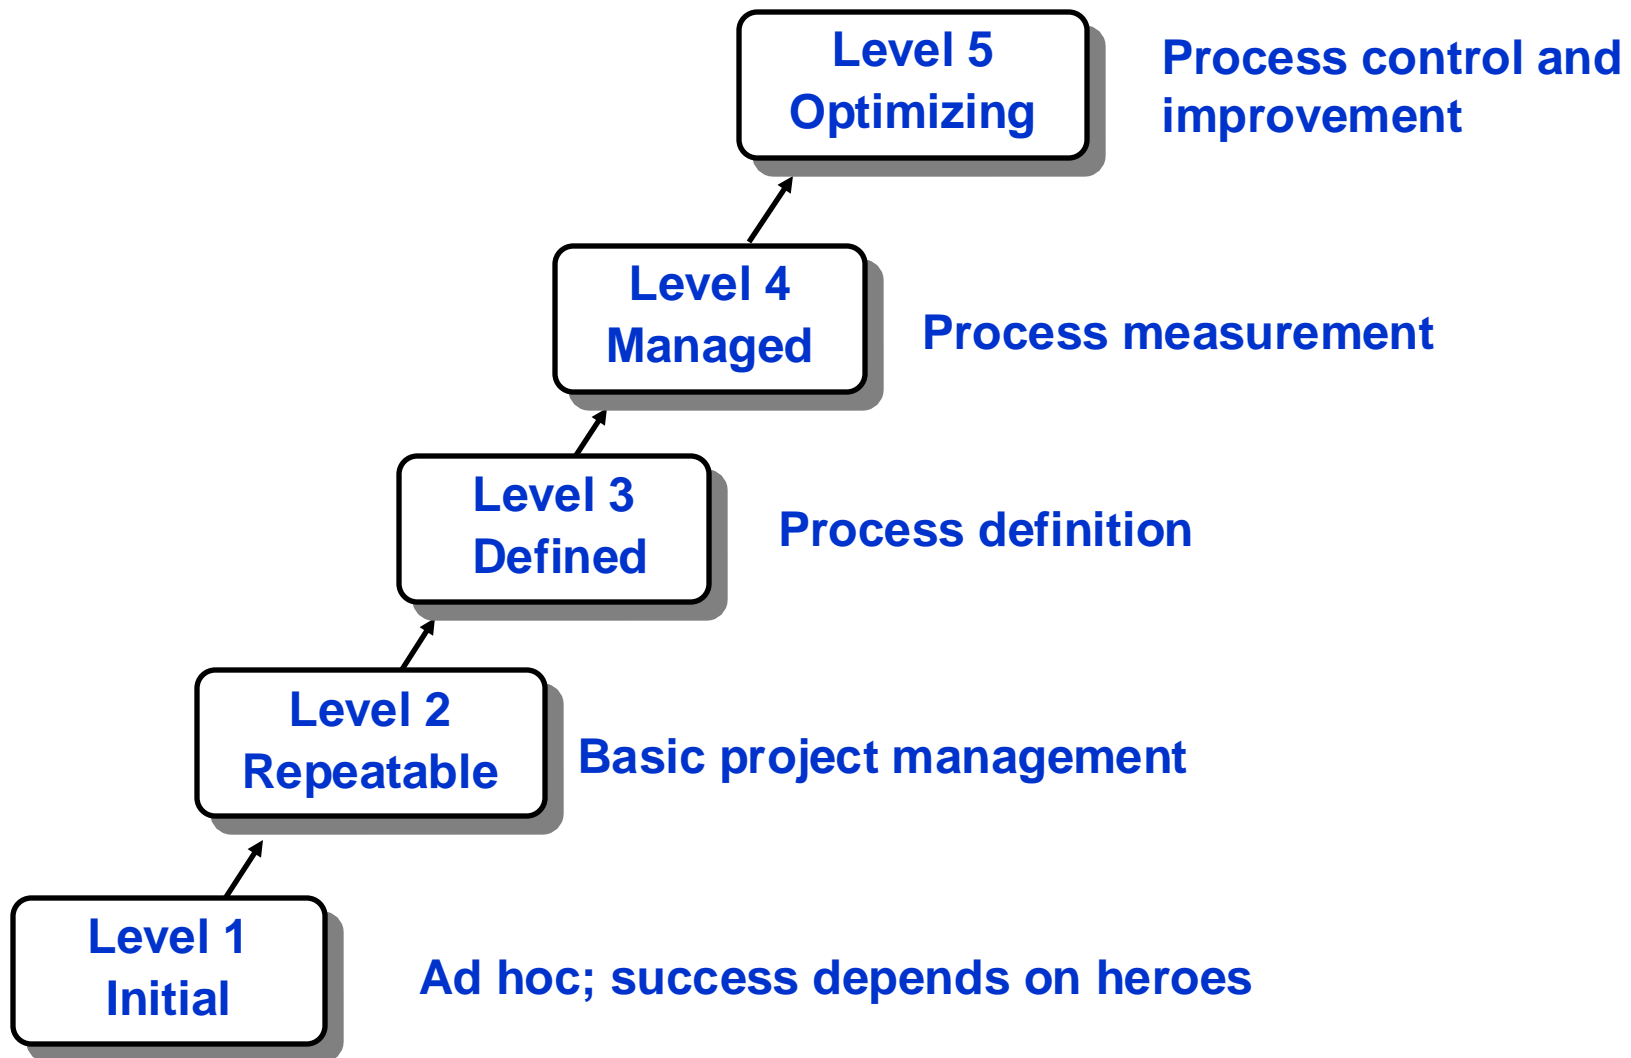 Level 5
Optimizing
Process control and
improvement
Level 4
Managed
Process measurement
Level 3
Defined
Process definition
Level 2
Repeatable
Basic project management
Level 1
Initial
Ad hoc; success depends on heroes